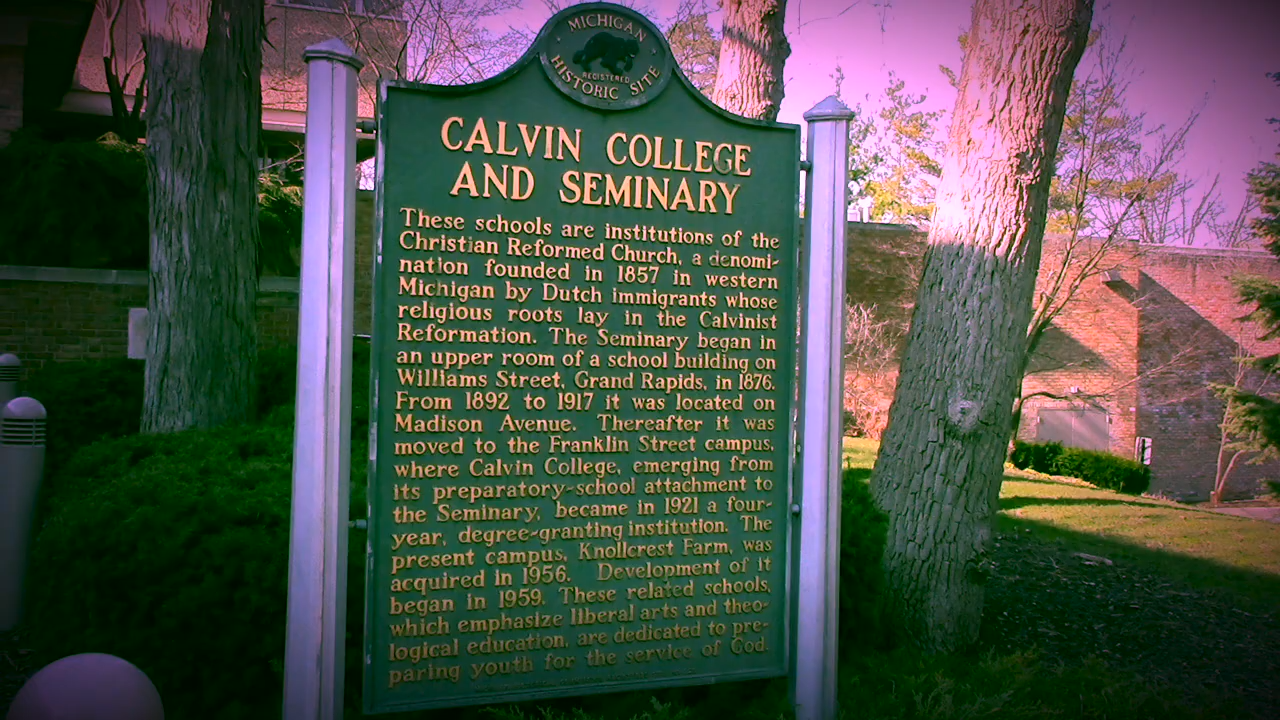 MICHIGAN
REGISTERED
HISTORIC SITE
CALVIN COLLEGE
AND SEMINARY
These schools are institutions of the
Christian Reformed Church, a denomi-
nation founded in 1857 in western
Michigan by Dutch immigrants whose
religious roots lay in the Calvinist
Reformation. The Seminary began in
an upper room of a school building on
Williams Street, Grand Rapids, in 1876.
From 1892 to 1917 it was located on
Madison Avenue. Thereafter it was
moved to the Franklin Street campus,
where Calvin College, emerging from
its preparatory-school attachment to
the Seminary, became in 1921 a four-
year, degree-granting institution. The
present campus, Knollcrest Farm, was
acquired in 1956. Development of it
began in 1959. These related schools,
which emphasize liberal arts and theo-
logical education, are dedicated to pre-
paring youth for the service of God.